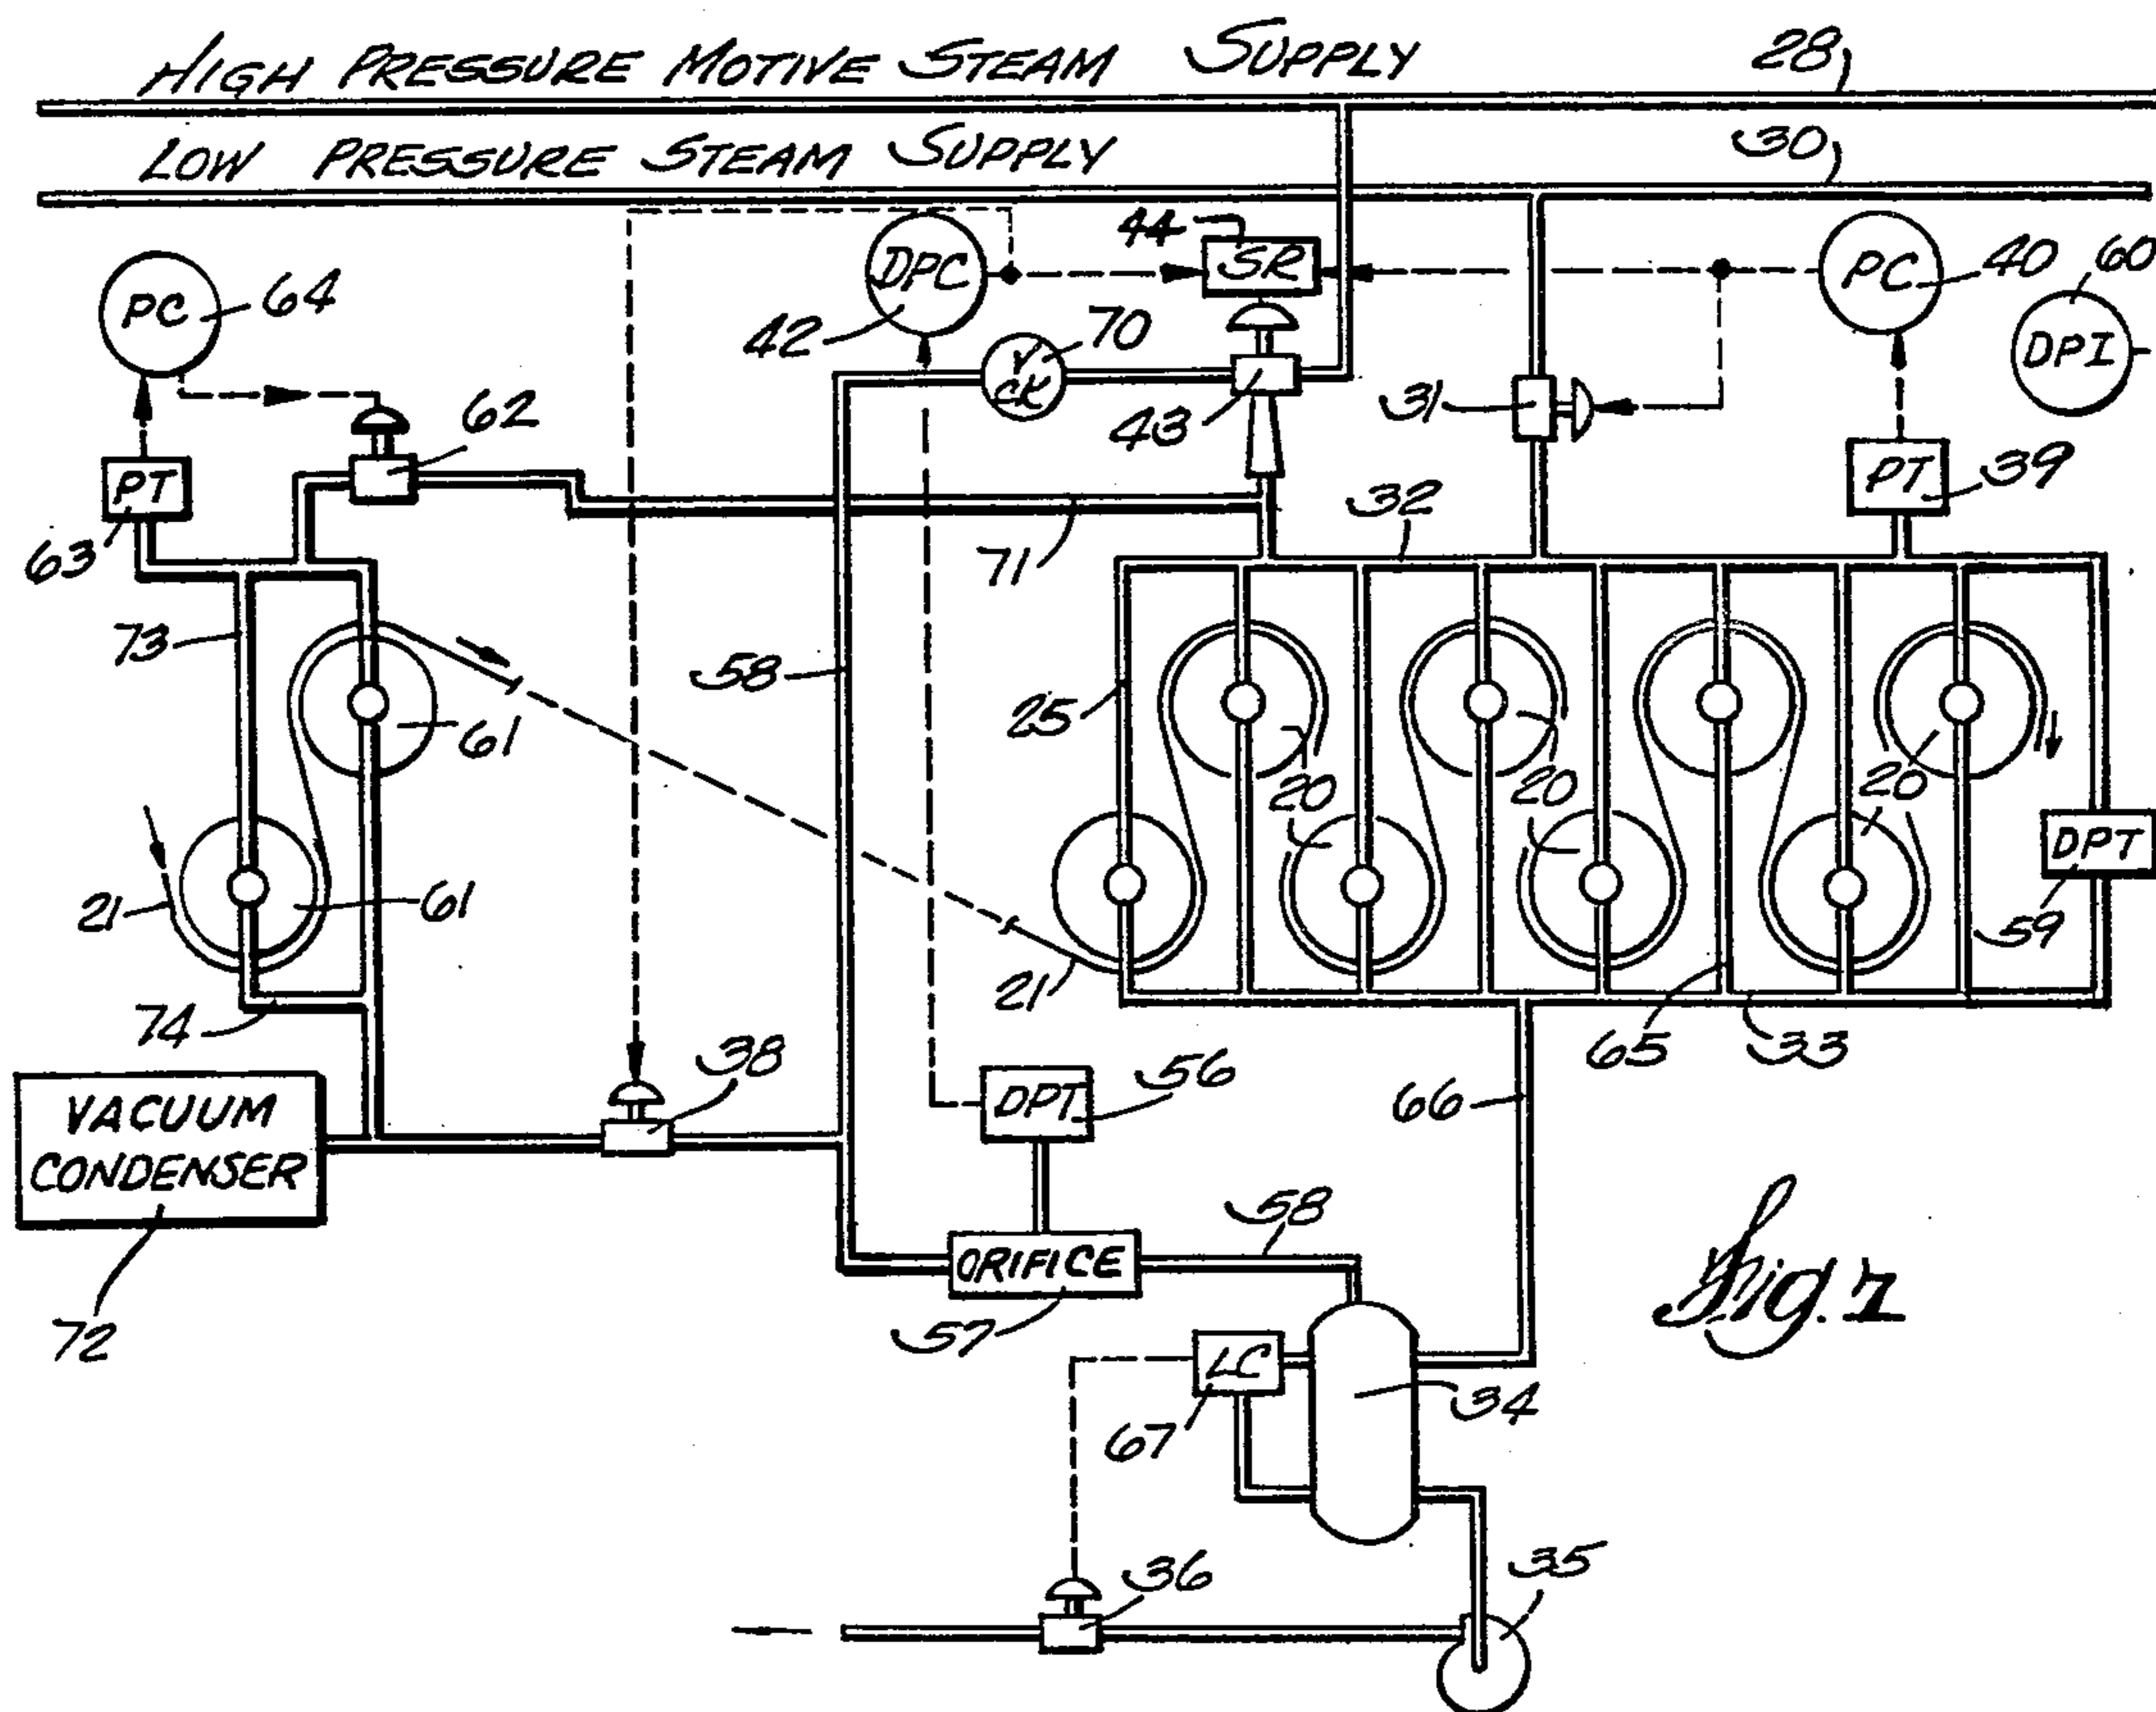 HIGH PRESSURE MOTIVE STEAM SUPPLY 28
LOW PRESSURE STEAM SUPPLY 30
44
DPC SR PC 40 60
PC 64
42 70 DPI
CK
62 43 31
PT 32 PT 39
63 71
73
58 25
61
20 20 20
DPT
21 61
21 59
74 65 33
38 56
DPT 66
VACUUM
CONDENSER
58
ORIFICE
Fig. 1
72 57
LC 34
67
36 35